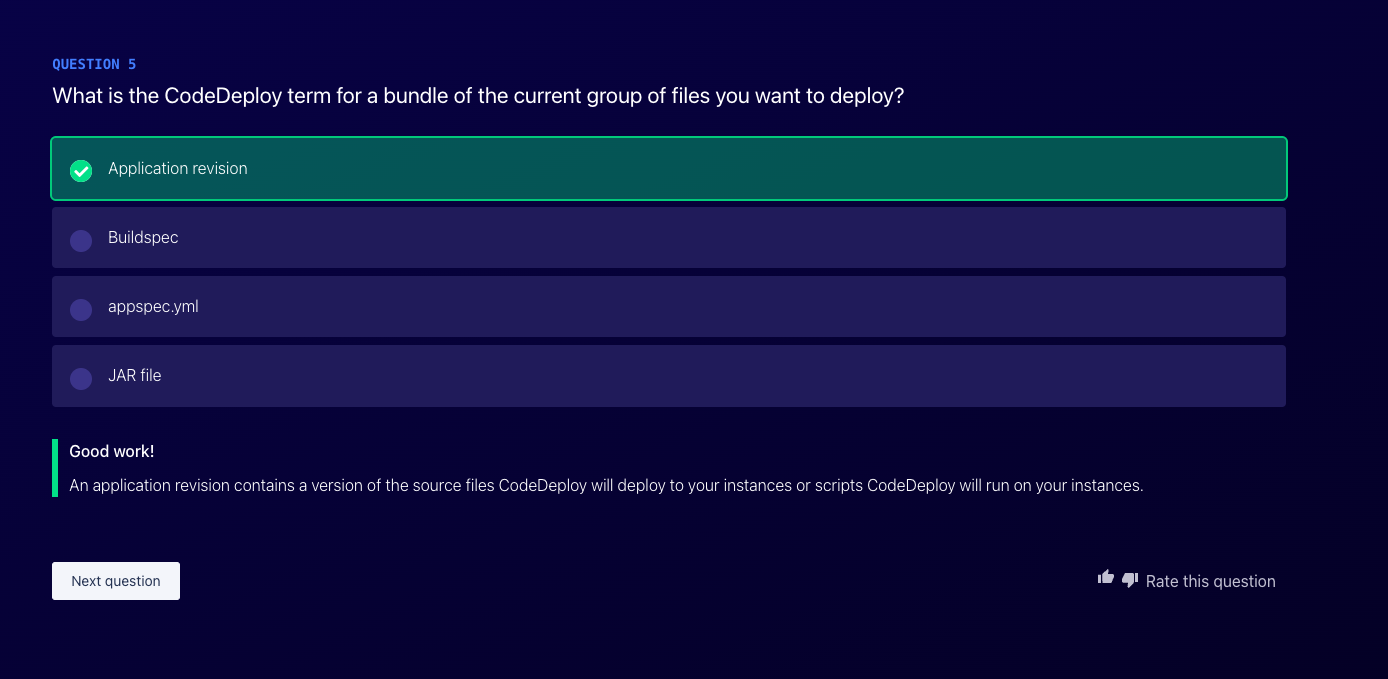 QUESTION 5
What is the CodeDeploy term for a bundle of the current group of files you want to deploy?
Application revision
Buildspec
appspec.yml
JAR file
Good work!
An application revision contains a version of the source files CodeDeploy will deploy to your instances or scripts CodeDeploy will run on your instances.
Next question
Rate this question